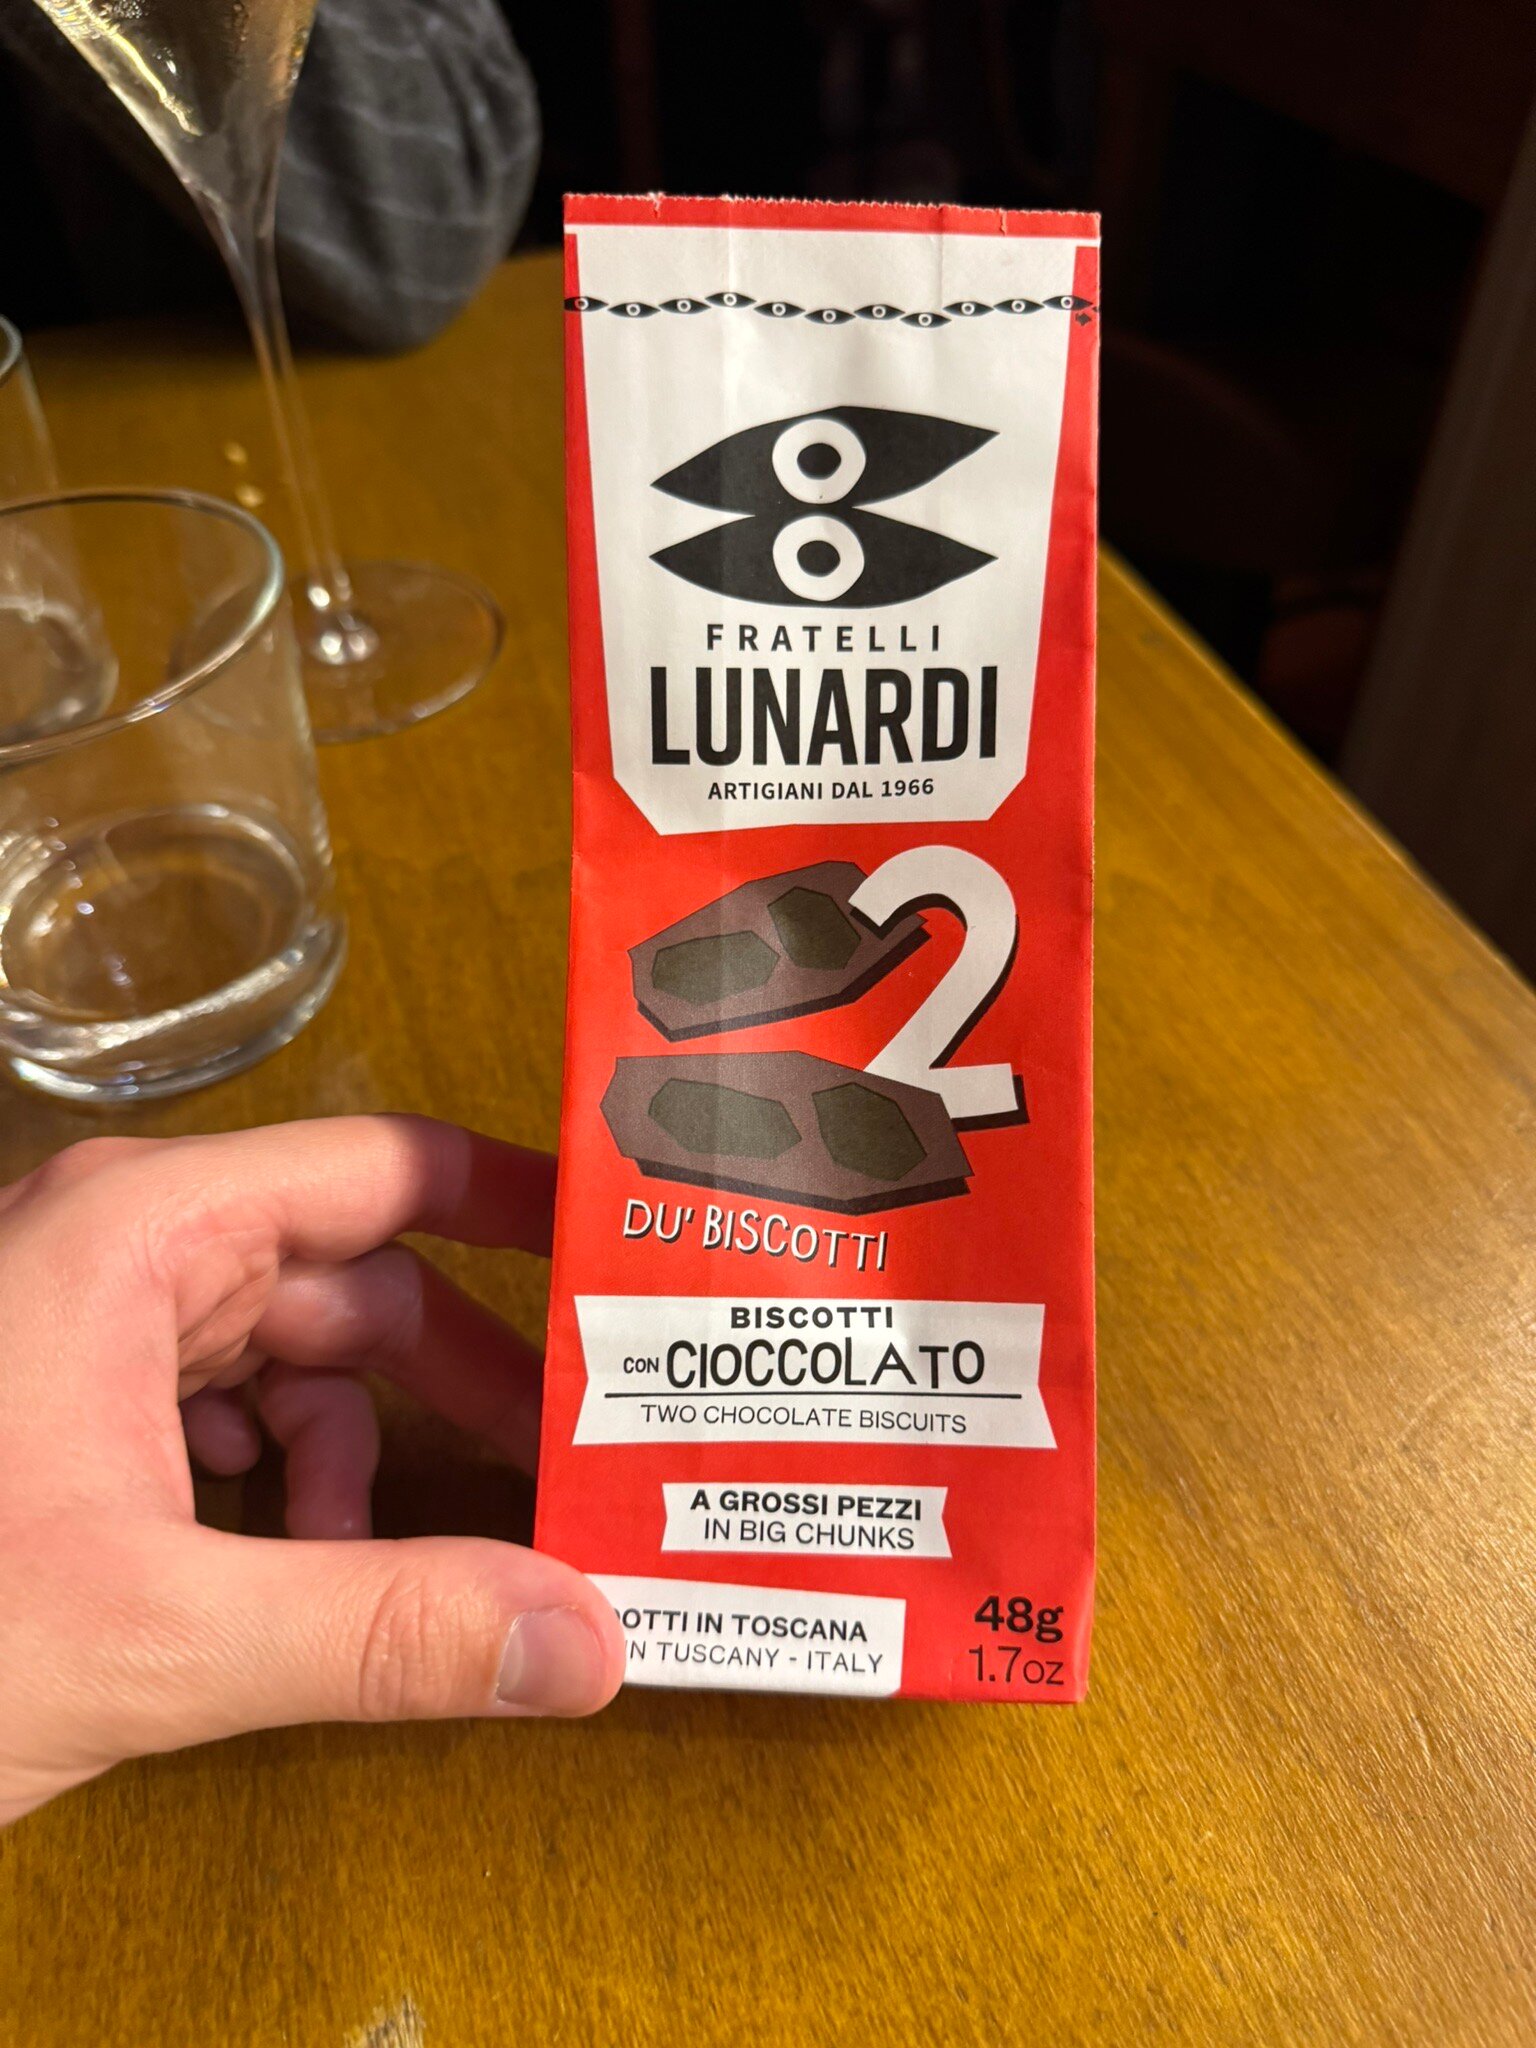 FRATELLI
LUNARDI
ARTIGIANI DAL 1966
2
DU' BISCOTTI
BISCOTTI
CON CIOCCOLATO
TWO CHOCOLATE BISCUITS
A GROSSI PEZZI
IN BIG CHUNKS
IN TOSCANA
IN TUSCANY - ITALY
48g
1.7oz